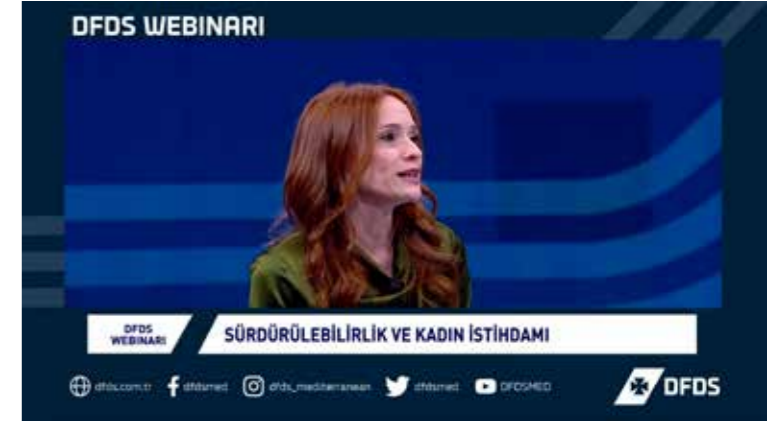 DFDS WEBINARI
DFDS
WEBINARI
SÜRDÜRÜLEBİLİRLİK VE KADIN İSTİHDAMI
dfds.com.tr dfdsmed dfds_mediterranean dfdsmed DFDSMED
DFDS